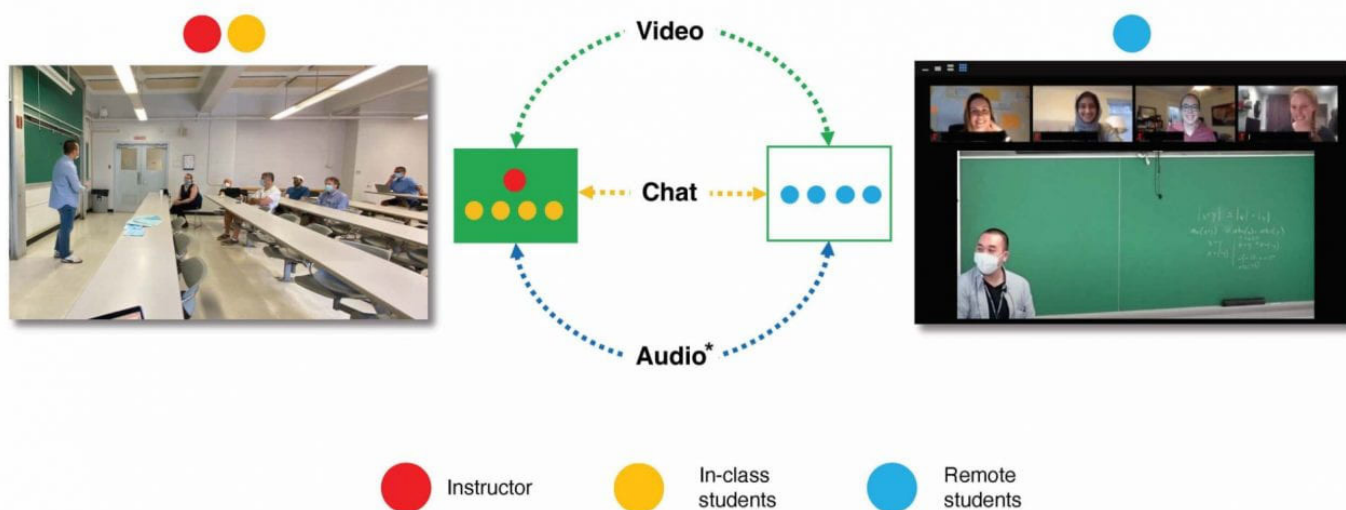 Video
Chat
Audio*
Instructor
In-class
students
Remote
students